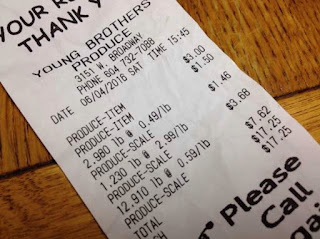 YOUR R
THANK Y
YOUNG BROTHERS
PRODUCE
3151 W. BROADWAY
PHONE 604 732-7088
DATE 06/04/2016 SAT TIME 15:45
PRODUCE-ITEM $3.00
PRODUCE-ITEM $1.50
2.980 lb @ 0.49/lb
PRODUCE-SCALE $1.46
1.230 lb @ 2.99/lb
PRODUCE-SCALE $3.68
12.910 lb @ 0.59/lb
PRODUCE-SCALE $7.62
TOTAL $17.25
$17.25
Please
Call